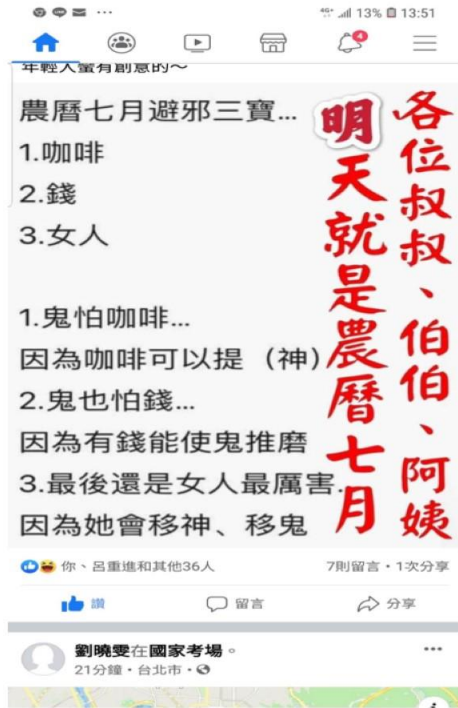 4G+ 13% 13:51
4
年輕人蠻有創意的～
農曆七月避邪三寶...
1.咖啡
2.錢
3.女人
1.鬼怕咖啡...
因為咖啡可以提（神）
2.鬼也怕錢...
因為有錢能使鬼推磨
3.最後還是女人最厲害.
因為她會移神、移鬼
各位叔叔、伯伯、阿姨
明天就是農曆七月
你、呂重進和其他36人
7則留言・1次分享
讚
留言
分享
劉曉雯在國家考場。
21分鐘・台北市・